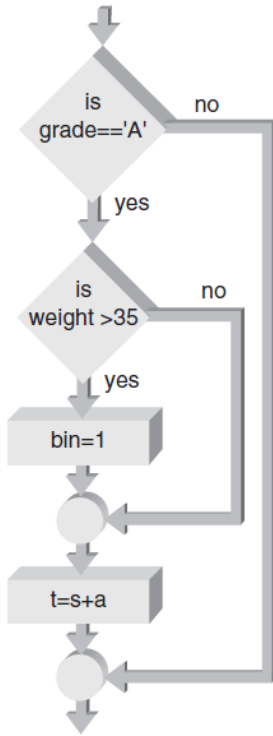 is
grade=='A'
no
yes
is
weight >35
no
yes
bin=1
t=s+a